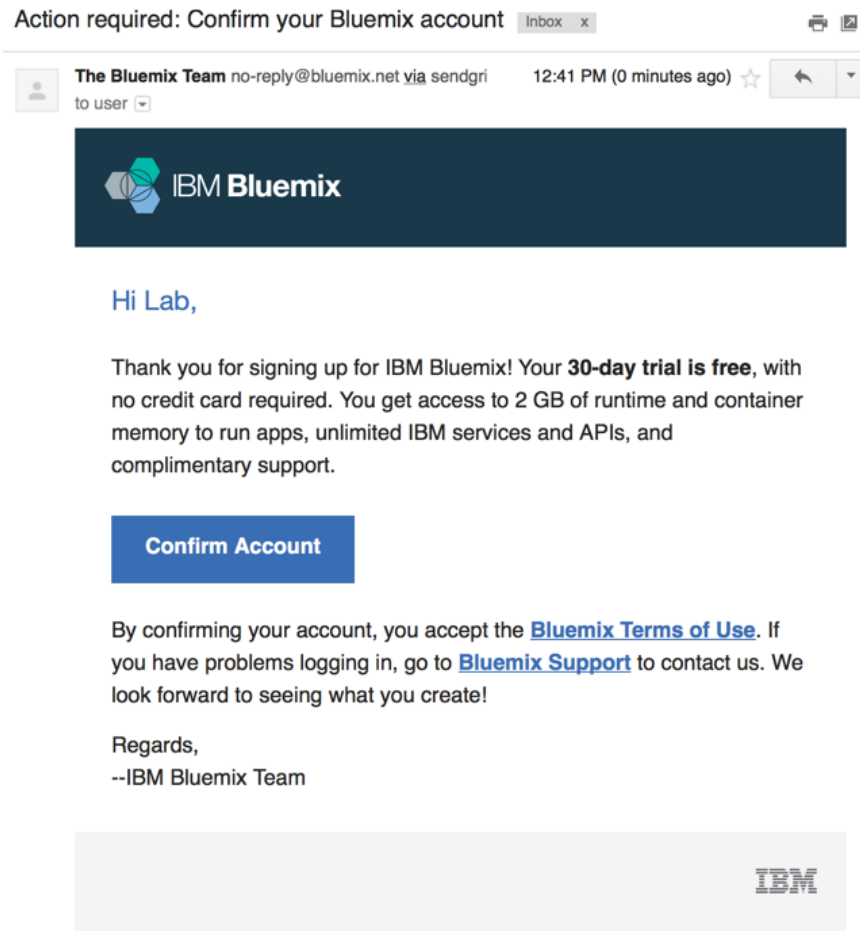 Action required: Confirm your Bluemix account Inbox x
The Bluemix Team no-reply@bluemix.net via sendgri 12:41 PM (0 minutes ago)
to user
IBM Bluemix
Hi Lab,
Thank you for signing up for IBM Bluemix! Your 30-day trial is free, with
no credit card required. You get access to 2 GB of runtime and container
memory to run apps, unlimited IBM services and APIs, and
complimentary support.
Confirm Account
By confirming your account, you accept the Bluemix Terms of Use. If
you have problems logging in, go to Bluemix Support to contact us. We
look forward to seeing what you create!
Regards,
--IBM Bluemix Team
IBM